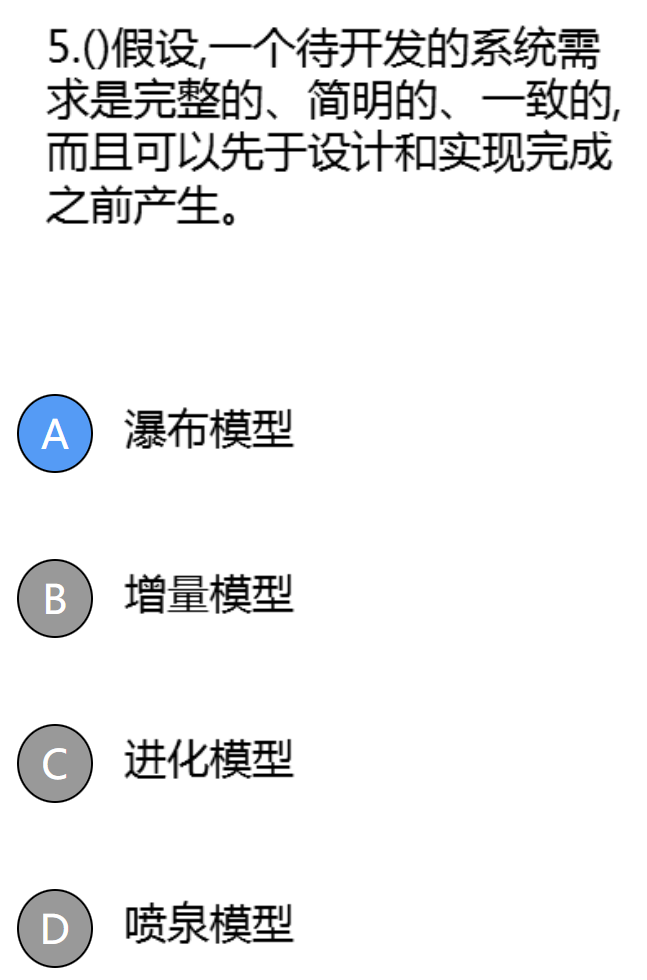 5.()假设,一个待开发的系统需
求是完整的、简明的、一致的,
而且可以先于设计和实现完成
之前产生。
A 瀑布模型
B 增量模型
C 进化模型
D 喷泉模型